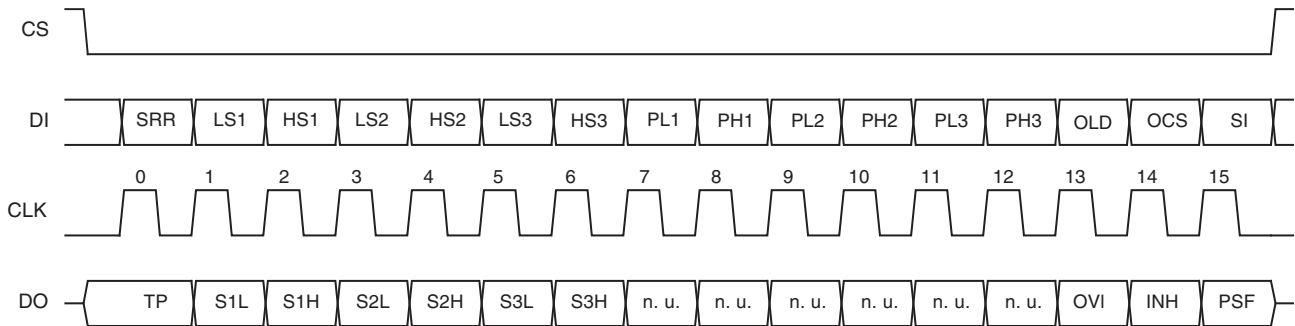 CS
DI SRR LS1 HS1 LS2 HS2 LS3 HS3 PL1 PH1 PL2 PH2 PL3 PH3 OLD OCS SI
0 1 2 3 4 5 6 7 8 9 10 11 12 13 14 15
CLK
DO TP S1L S1H S2L S2H S3L S3H n. u. n. u. n. u. n. u. n. u. n. u. OVI INH PSF